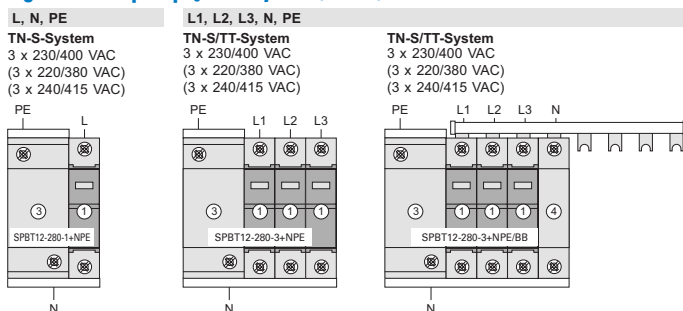 L, N, PE
L1, L2, L3, N, PE
TN-S-System
3 x 230/400 VAC
(3 x 220/380 VAC)
(3 x 240/415 VAC)
TN-S/TT-System
3 x 230/400 VAC
(3 x 220/380 VAC)
(3 x 240/415 VAC)
TN-S/TT-System
3 x 230/400 VAC
(3 x 220/380 VAC)
(3 x 240/415 VAC)
PE L
3 1
SPBT12-280-1+NPE
N
PE L1 L2 L3
3 1 1 1
SPBT12-280-3+NPE
N
PE L1 L2 L3 N
3 1 1 1 4
SPBT12-280-3+NPE/BB
N